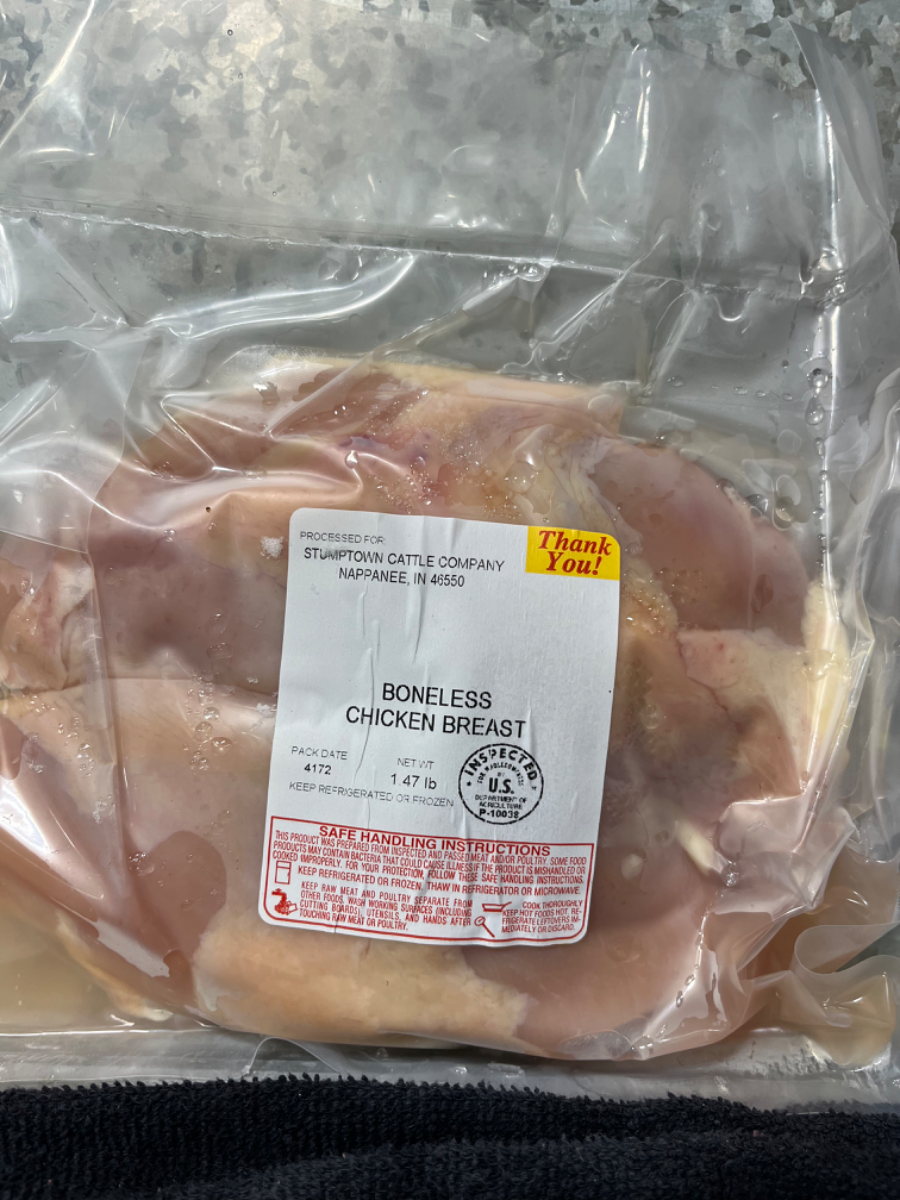 PROCESSED FOR:
STUMPTOWN CATTLE COMPANY
NAPPANEE, IN 46550
Thank
You!
BONELESS
CHICKEN BREAST
PACK DATE
4172
NET WT
1.47 lb
KEEP REFRIGERATED OR FROZEN
INSPECTED
FOR WHOLESOMENESS
BY
U.S.
DEPARTMENT OF
AGRICULTURE
P-10038
SAFE HANDLING INSTRUCTIONS
THIS PRODUCT WAS PREPARED FROM INSPECTED AND PASSED MEAT AND/OR POULTRY. SOME FOOD
PRODUCTS MAY CONTAIN BACTERIA THAT COULD CAUSE ILLNESS IF THE PRODUCT IS MISHANDLED OR
COOKED IMPROPERLY. FOR YOUR PROTECTION, FOLLOW THESE SAFE HANDLING INSTRUCTIONS.
KEEP REFRIGERATED OR FROZEN. THAW IN REFRIGERATOR OR MICROWAVE.
KEEP RAW MEAT AND POULTRY SEPARATE FROM
OTHER FOODS. WASH WORKING SURFACES (INCLUDING
CUTTING BOARDS), UTENSILS, AND HANDS AFTER
TOUCHING RAW MEAT OR POULTRY.
COOK THOROUGHLY
KEEP HOT FOODS HOT. RE-
FRIGERATE LEFTOVERS IM-
MEDIATELY OR DISCARD.